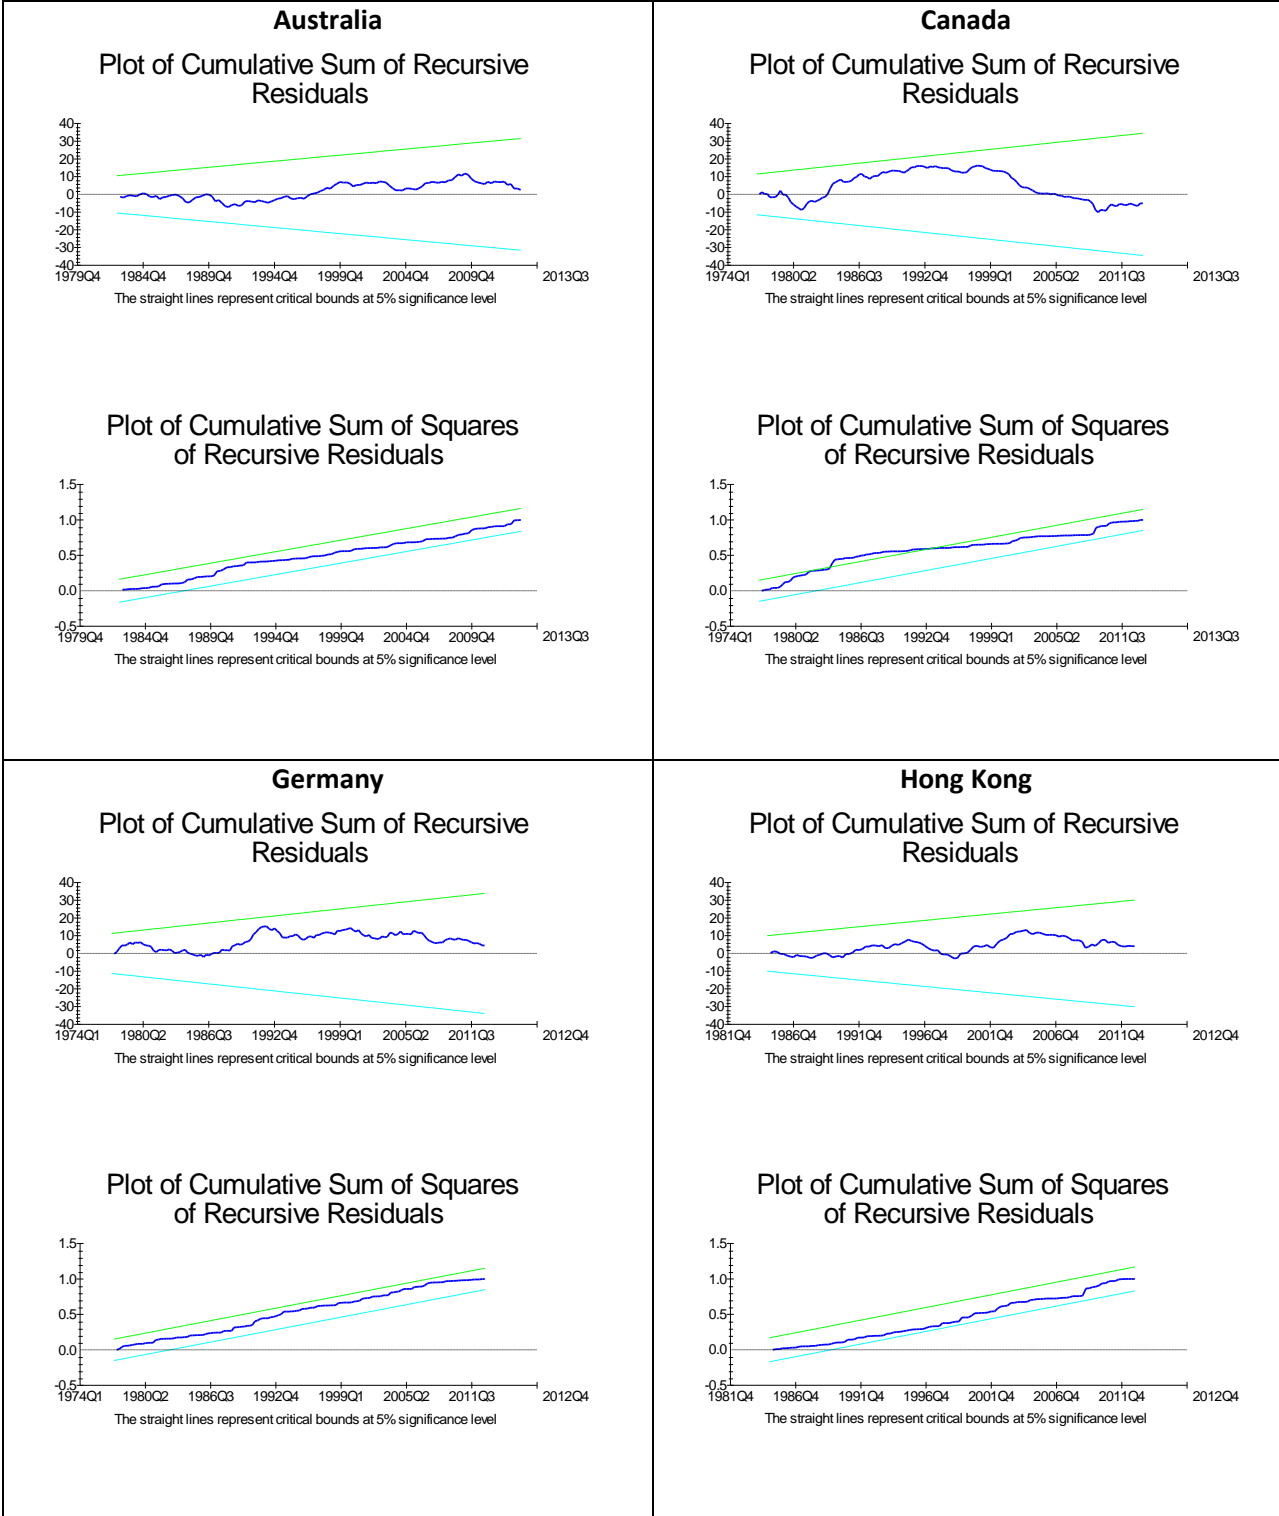 Australia
Plot of Cumulative Sum of Recursive
Residuals
40
30
20
10
0
-10
-20
-30
-40
1979Q4 1984Q4 1989Q4 1994Q4 1999Q4 2004Q4 2009Q4 2013Q3
The straight lines represent critical bounds at 5% significance level
Plot of Cumulative Sum of Squares
of Recursive Residuals
1.5
1.0
0.5
0.0
-0.5
1979Q4 1984Q4 1989Q4 1994Q4 1999Q4 2004Q4 2009Q4 2013Q3
The straight lines represent critical bounds at 5% significance level
Canada
Plot of Cumulative Sum of Recursive
Residuals
40
30
20
10
0
-10
-20
-30
-40
1974Q1 1980Q2 1986Q3 1992Q4 1999Q1 2005Q2 2011Q3 2013Q3
The straight lines represent critical bounds at 5% significance level
Plot of Cumulative Sum of Squares
of Recursive Residuals
1.5
1.0
0.5
0.0
-0.5
1974Q1 1980Q2 1986Q3 1992Q4 1999Q1 2005Q2 2011Q3 2013Q3
The straight lines represent critical bounds at 5% significance level
Germany
Plot of Cumulative Sum of Recursive
Residuals
40
30
20
10
0
-10
-20
-30
-40
1974Q1 1980Q2 1986Q3 1992Q4 1999Q1 2005Q2 2011Q3 2012Q4
The straight lines represent critical bounds at 5% significance level
Plot of Cumulative Sum of Squares
of Recursive Residuals
1.5
1.0
0.5
0.0
-0.5
1974Q1 1980Q2 1986Q3 1992Q4 1999Q1 2005Q2 2011Q3 2012Q4
The straight lines represent critical bounds at 5% significance level
Hong Kong
Plot of Cumulative Sum of Recursive
Residuals
40
30
20
10
0
-10
-20
-30
-40
1981Q4 1986Q4 1991Q4 1996Q4 2001Q4 2006Q4 2011Q4 2012Q4
The straight lines represent critical bounds at 5% significance level
Plot of Cumulative Sum of Squares
of Recursive Residuals
1.5
1.0
0.5
0.0
-0.5
1981Q4 1986Q4 1991Q4 1996Q4 2001Q4 2006Q4 2011Q4 2012Q4
The straight lines represent critical bounds at 5% significance level